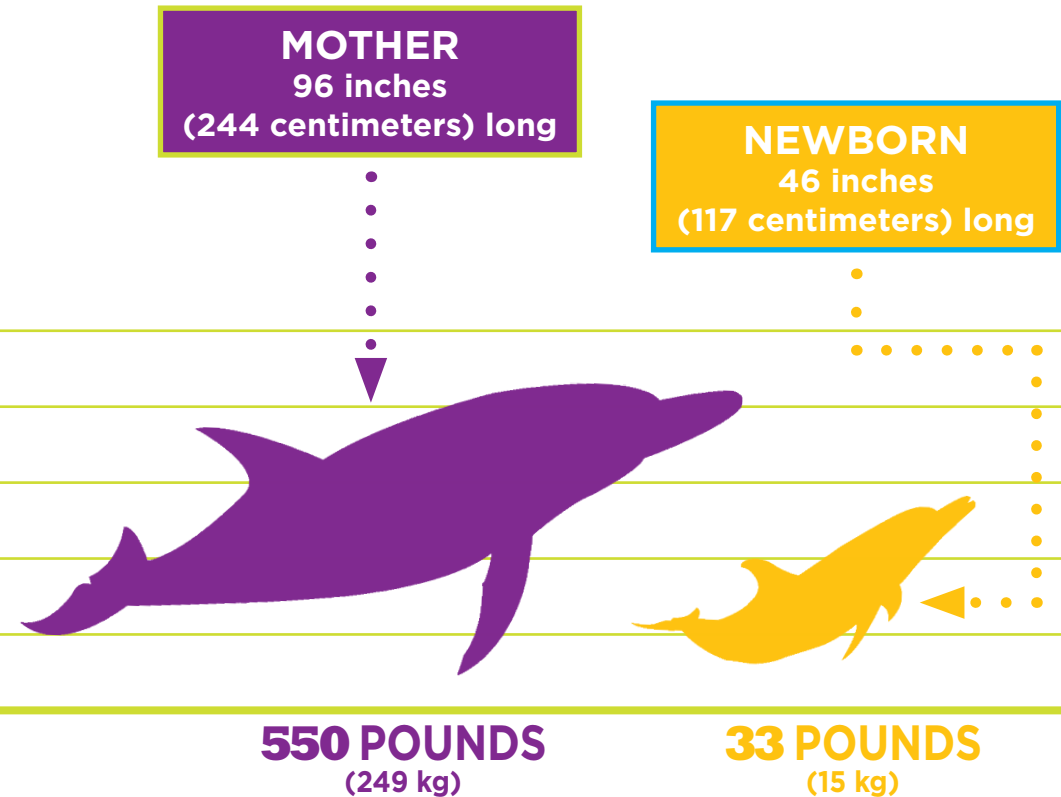 MOTHER
96 inches
(244 centimeters) long
NEWBORN
46 inches
(117 centimeters) long
550 POUNDS
(249 kg)
33 POUNDS
(15 kg)